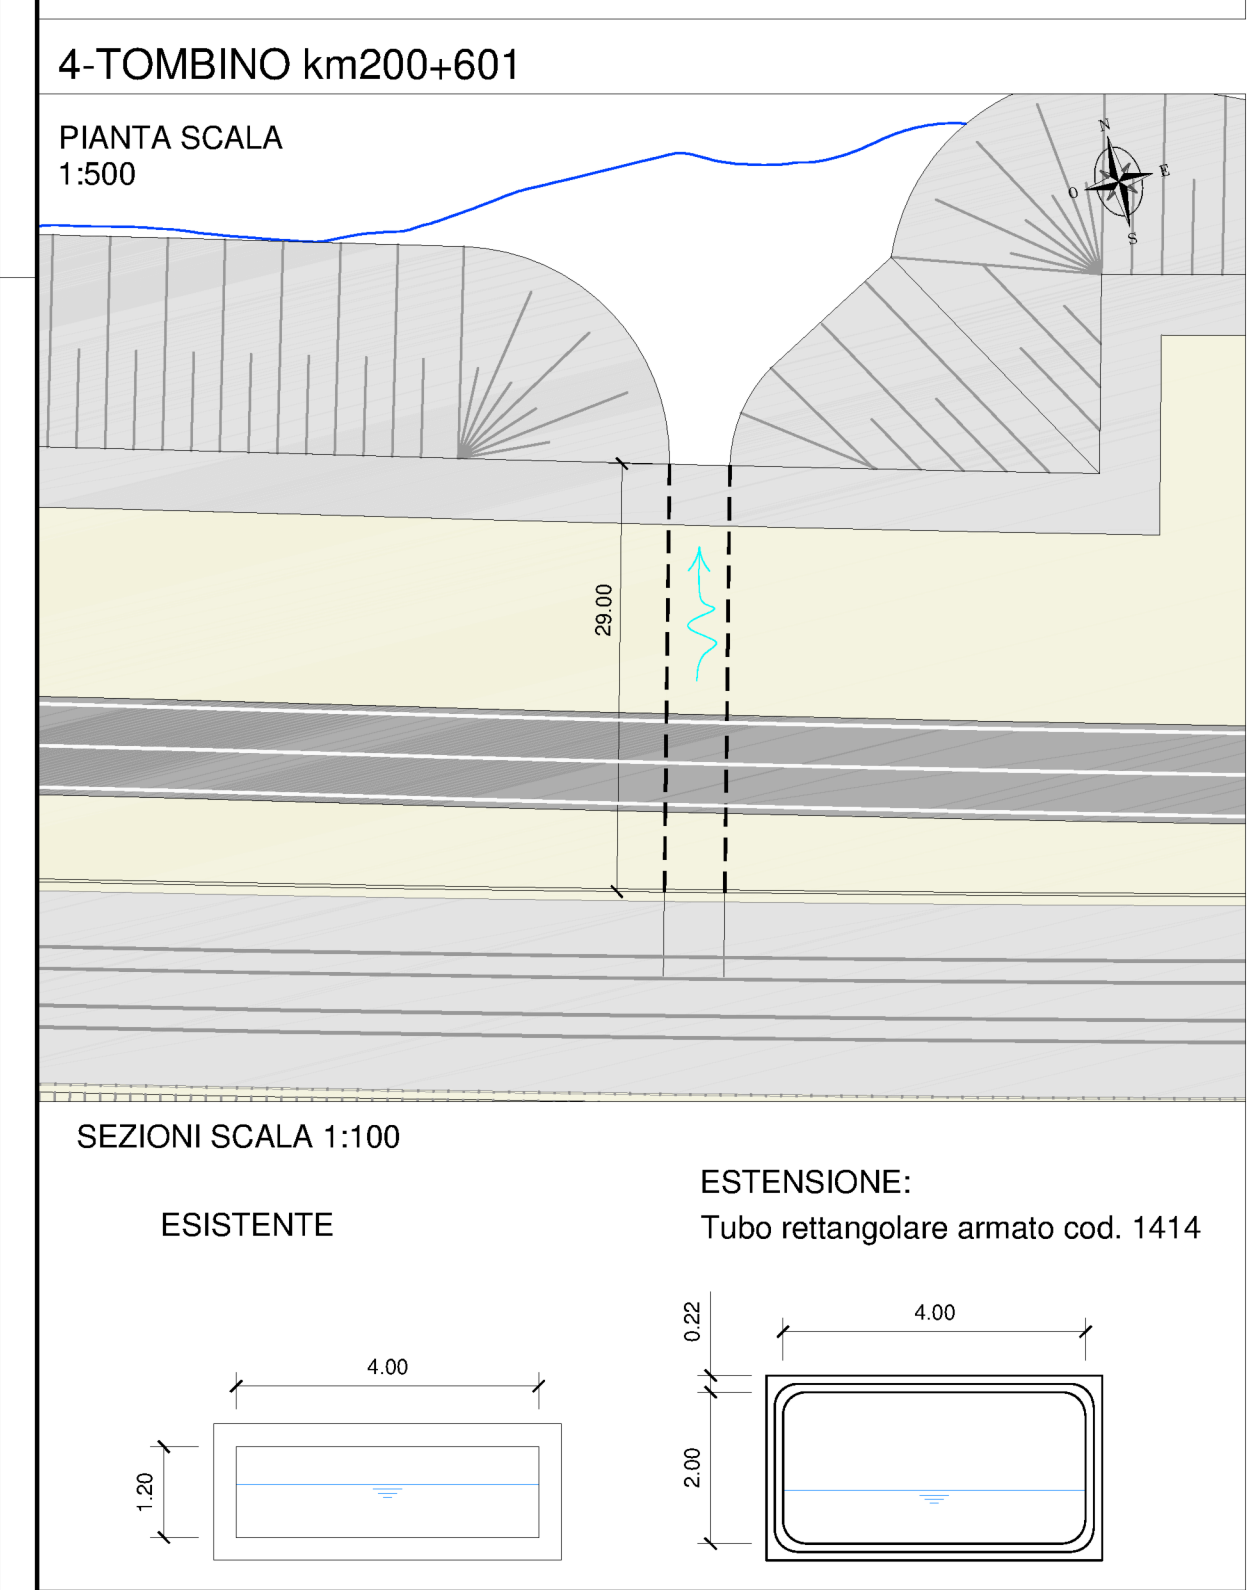 4-TOMBINO km200+601
PIANTA SCALA
1:500
N
E
O
S
29.00
SEZIONI SCALA 1:100
ESISTENTE
ESTENSIONE:
Tubo rettangolare armato cod. 1414
4.00
1.20
0.22
4.00
2.00